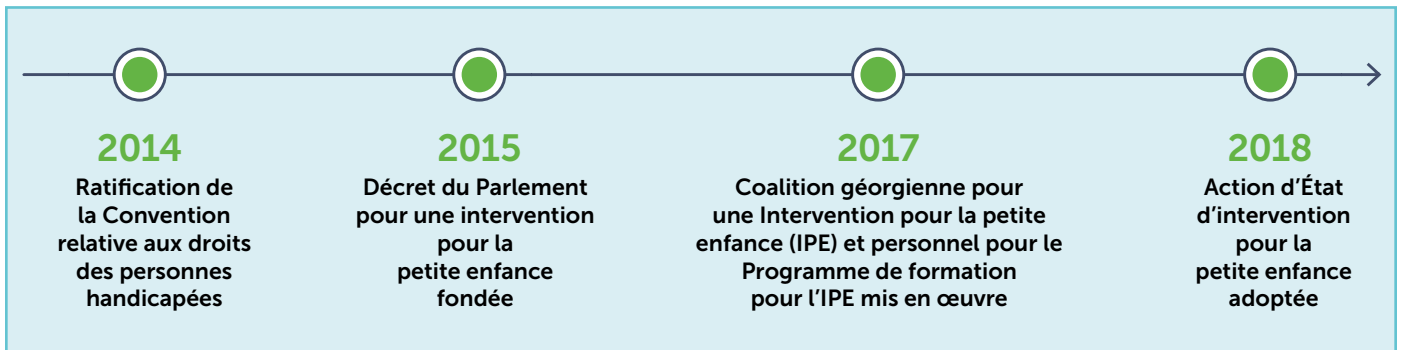 2014
Ratification de
la Convention
relative aux droits
des personnes
handicapées
2015
Décret du Parlement
pour une intervention
pour la
petite enfance
fondée
2017
Coalition géorgienne pour
une Intervention pour la petite
enfance (IPE) et personnel pour le
Programme de formation
pour l’IPE mis en œuvre
2018
Action d’État
d’intervention
pour la
petite enfance
adoptée